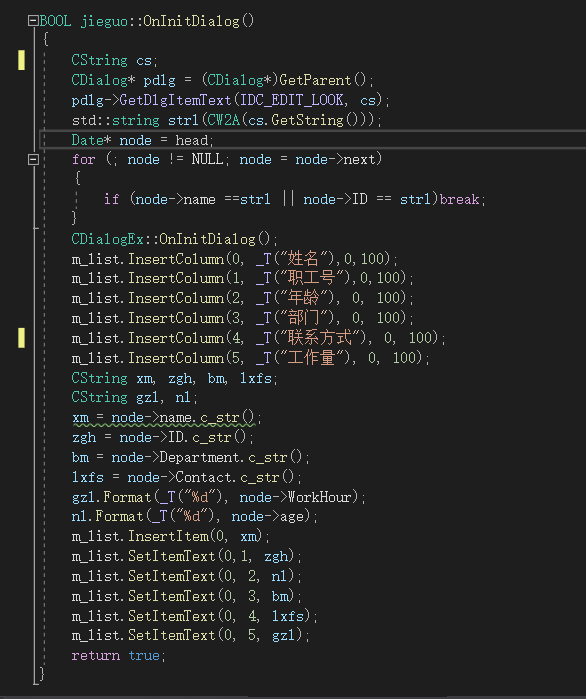 BOOL jieguo::OnInitDialog()
{
CString cs;
CDialog* pdlg = (CDialog*)GetParent();
pdlg->GetDlgItemText(IDC_EDIT_LOOK, cs);
std::string str1(CW2A(cs.GetString()));
Date* node = head;
for (; node != NULL; node = node->next)
{
if (node->name ==str1 || node->ID == str1)break;
}
CDialogEx::OnInitDialog();
m_list.InsertColumn(0, _T("姓名"),0,100);
m_list.InsertColumn(1, _T("职工号"),0,100);
m_list.InsertColumn(2, _T("年龄"), 0, 100);
m_list.InsertColumn(3, _T("部门"), 0, 100);
m_list.InsertColumn(4, _T("联系方式"), 0, 100);
m_list.InsertColumn(5, _T("工作量"), 0, 100);
CString xm, zgh, bm, lxfs;
CString gzl, nl;
xm = node->name.c_str();
zgh = node->ID.c_str();
bm = node->Department.c_str();
lxfs = node->Contact.c_str();
gzl.Format(_T("%d"), node->WorkHour);
nl.Format(_T("%d"), node->age);
m_list.InsertItem(0, xm);
m_list.SetItemText(0,1, zgh);
m_list.SetItemText(0, 2, nl);
m_list.SetItemText(0, 3, bm);
m_list.SetItemText(0, 4, lxfs);
m_list.SetItemText(0, 5, gzl);
return true;
}